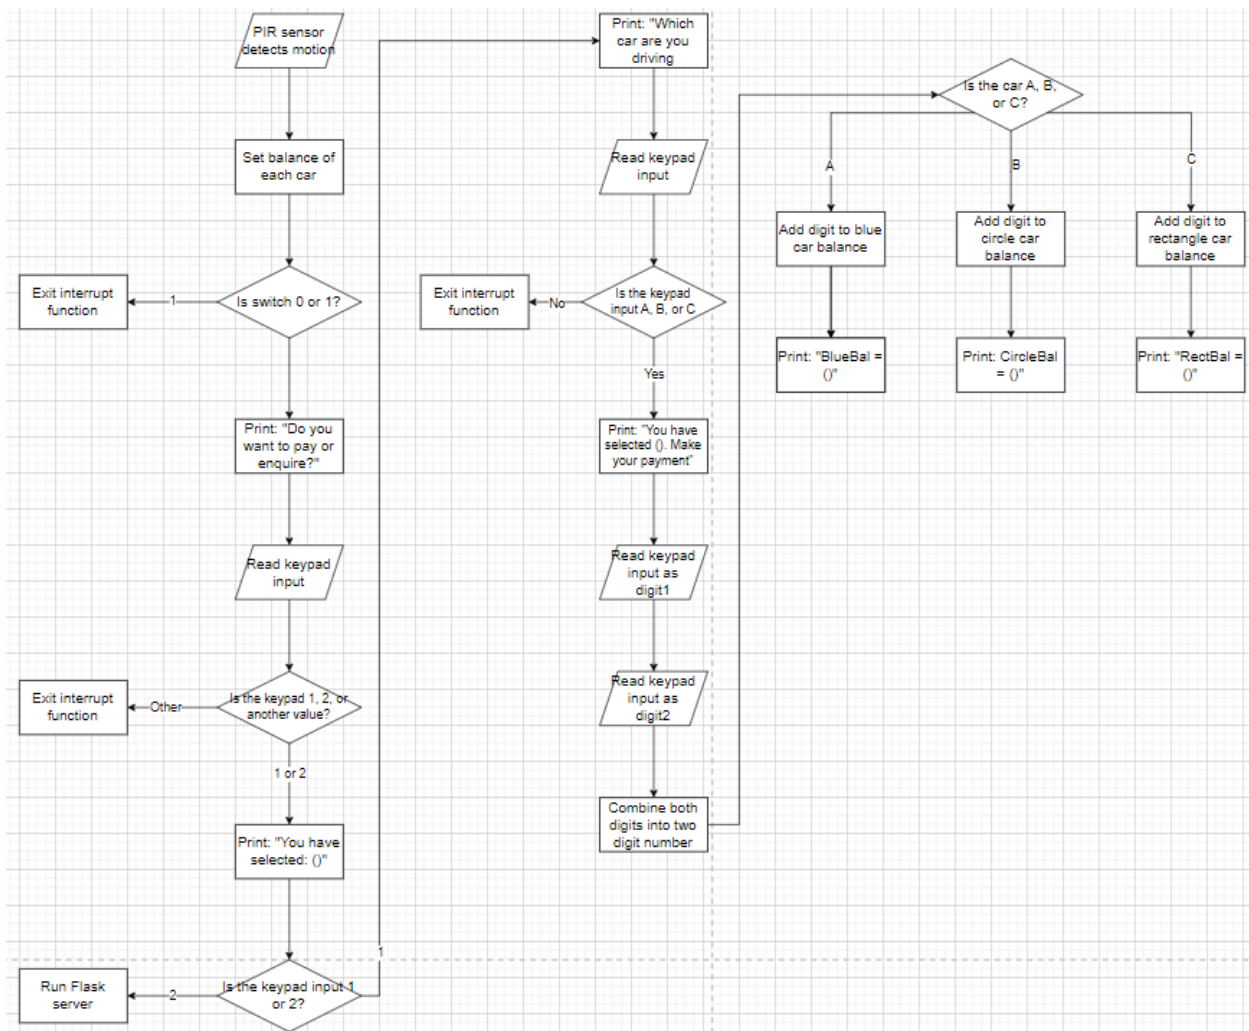 PIR sensor
detects motion
Set balance of
each car
Is switch 0 or 1?
1
Exit interrupt
function
Print: "Do you
want to pay or
enquire?"
Read keypad
input
Is the keypad 1, 2, or
another value?
Other
Exit interrupt
function
1 or 2
Print: "You have
selected: ()"
Is the keypad input 1
or 2?
2
Run Flask
server
1
Print: "Which
car are you
driving
Read keypad
input
Is the keypad
input A, B, or C
No
Exit interrupt
function
Yes
Print: "You have
selected (). Make
your payment"
Read keypad
input as
digit1
Read keypad
input as
digit2
Combine both
digits into two
digit number
Is the car A, B,
or C?
A
B
C
Add digit to blue
car balance
Add digit to
circle car
balance
Add digit to
rectangle car
balance
Print: "BlueBal =
()"
Print: CircleBal
= ()"
Print: "RectBal =
()"